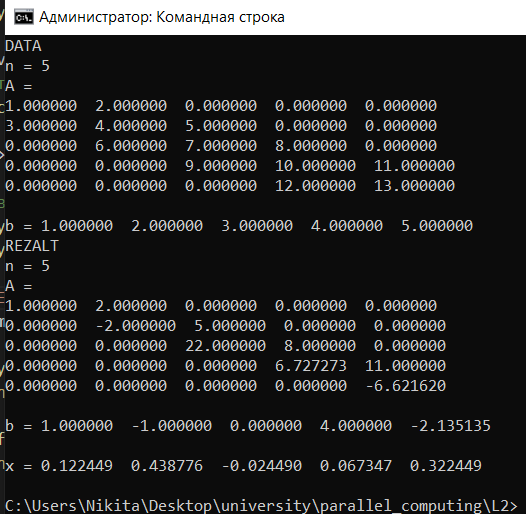 Администратор: Командная строка
DATA
n = 5
A =
1.000000  2.000000  0.000000  0.000000  0.000000
3.000000  4.000000  5.000000  0.000000  0.000000
0.000000  6.000000  7.000000  8.000000  0.000000
0.000000  0.000000  9.000000  10.000000  11.000000
0.000000  0.000000  0.000000  12.000000  13.000000
b = 1.000000  2.000000  3.000000  4.000000  5.000000
REZALT
n = 5
A =
1.000000  2.000000  0.000000  0.000000  0.000000
0.000000  -2.000000  5.000000  0.000000  0.000000
0.000000  0.000000  22.000000  8.000000  0.000000
0.000000  0.000000  0.000000  6.727273  11.000000
0.000000  0.000000  0.000000  0.000000  -6.621620
b = 1.000000  -1.000000  0.000000  4.000000  -2.135135
x = 0.122449  0.438776  -0.024490  0.067347  0.322449
C:\Users\Nikita\Desktop\university\parallel_computing\L2>